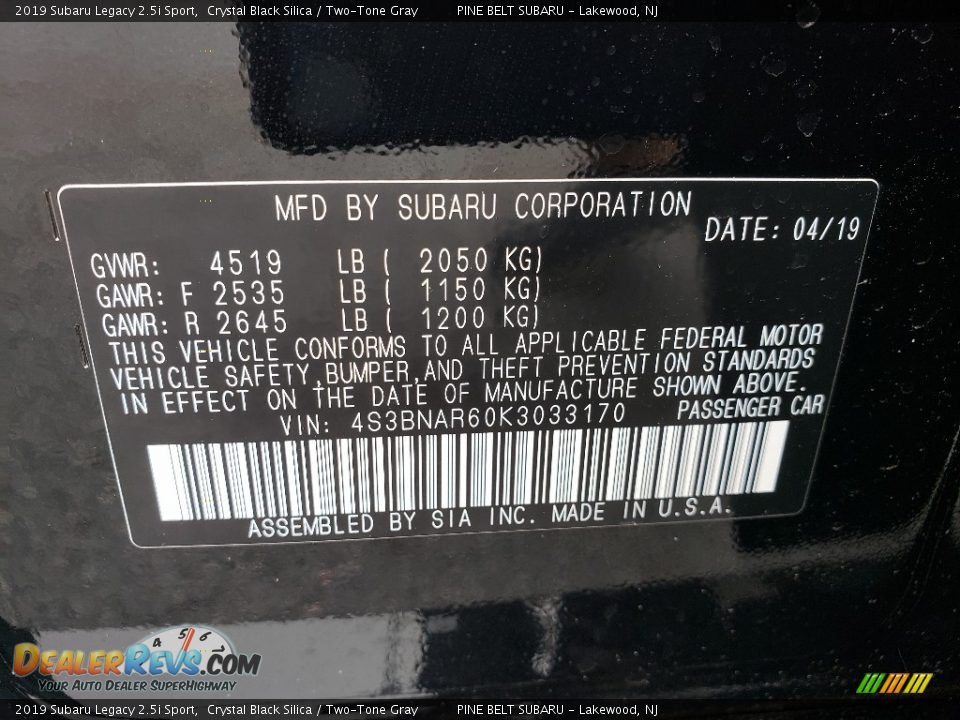 2019 Subaru Legacy 2.5i Sport,  Crystal Black Silica / Two-Tone Gray  PINE BELT SUBARU - Lakewood, NJ
MFD BY SUBARU CORPORATION
DATE: 04/19
GVWR: 4519 LB ( 2050 KG)
GAWR: F 2535 LB ( 1150 KG)
GAWR: R 2645 LB ( 1200 KG)
THIS VEHICLE CONFORMS TO ALL APPLICABLE FEDERAL MOTOR
VEHICLE SAFETY,BUMPER,AND THEFT PREVENTION STANDARDS
IN EFFECT ON THE DATE OF MANUFACTURE SHOWN ABOVE.
VIN: 4S3BNAR60K3033170 PASSENGER CAR
ASSEMBLED BY SIA INC. MADE IN U.S.A.
4 5 6 7
DEALERREVS.COM
YOUR AUTO DEALER SUPERHIGHWAY
2019 Subaru Legacy 2.5i Sport,  Crystal Black Silica / Two-Tone Gray  PINE BELT SUBARU - Lakewood, NJ